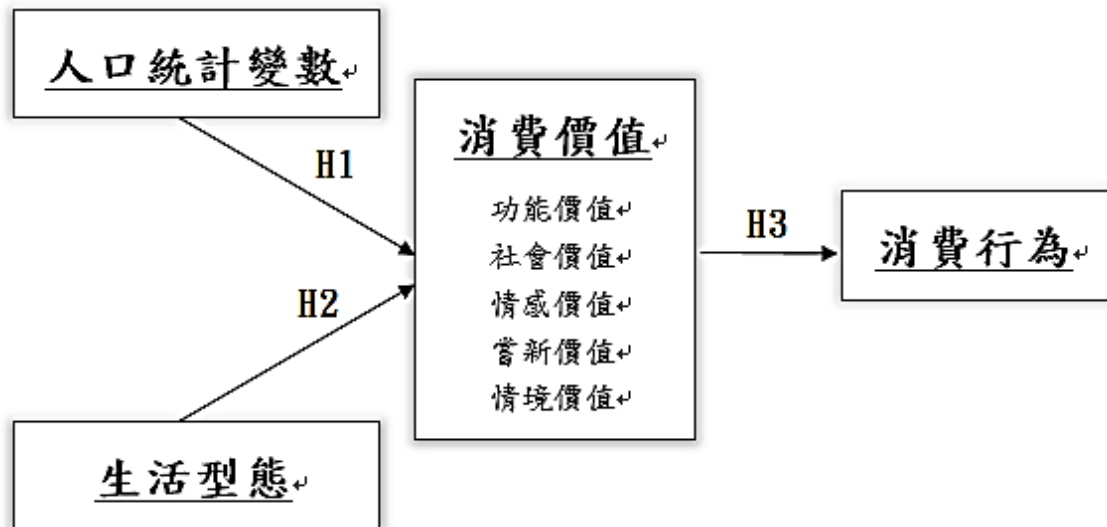 人口統計變數
H1
消費價值
功能價值
社會價值
情感價值
嘗新價值
情境價值
H3
消費行為
H2
生活型態